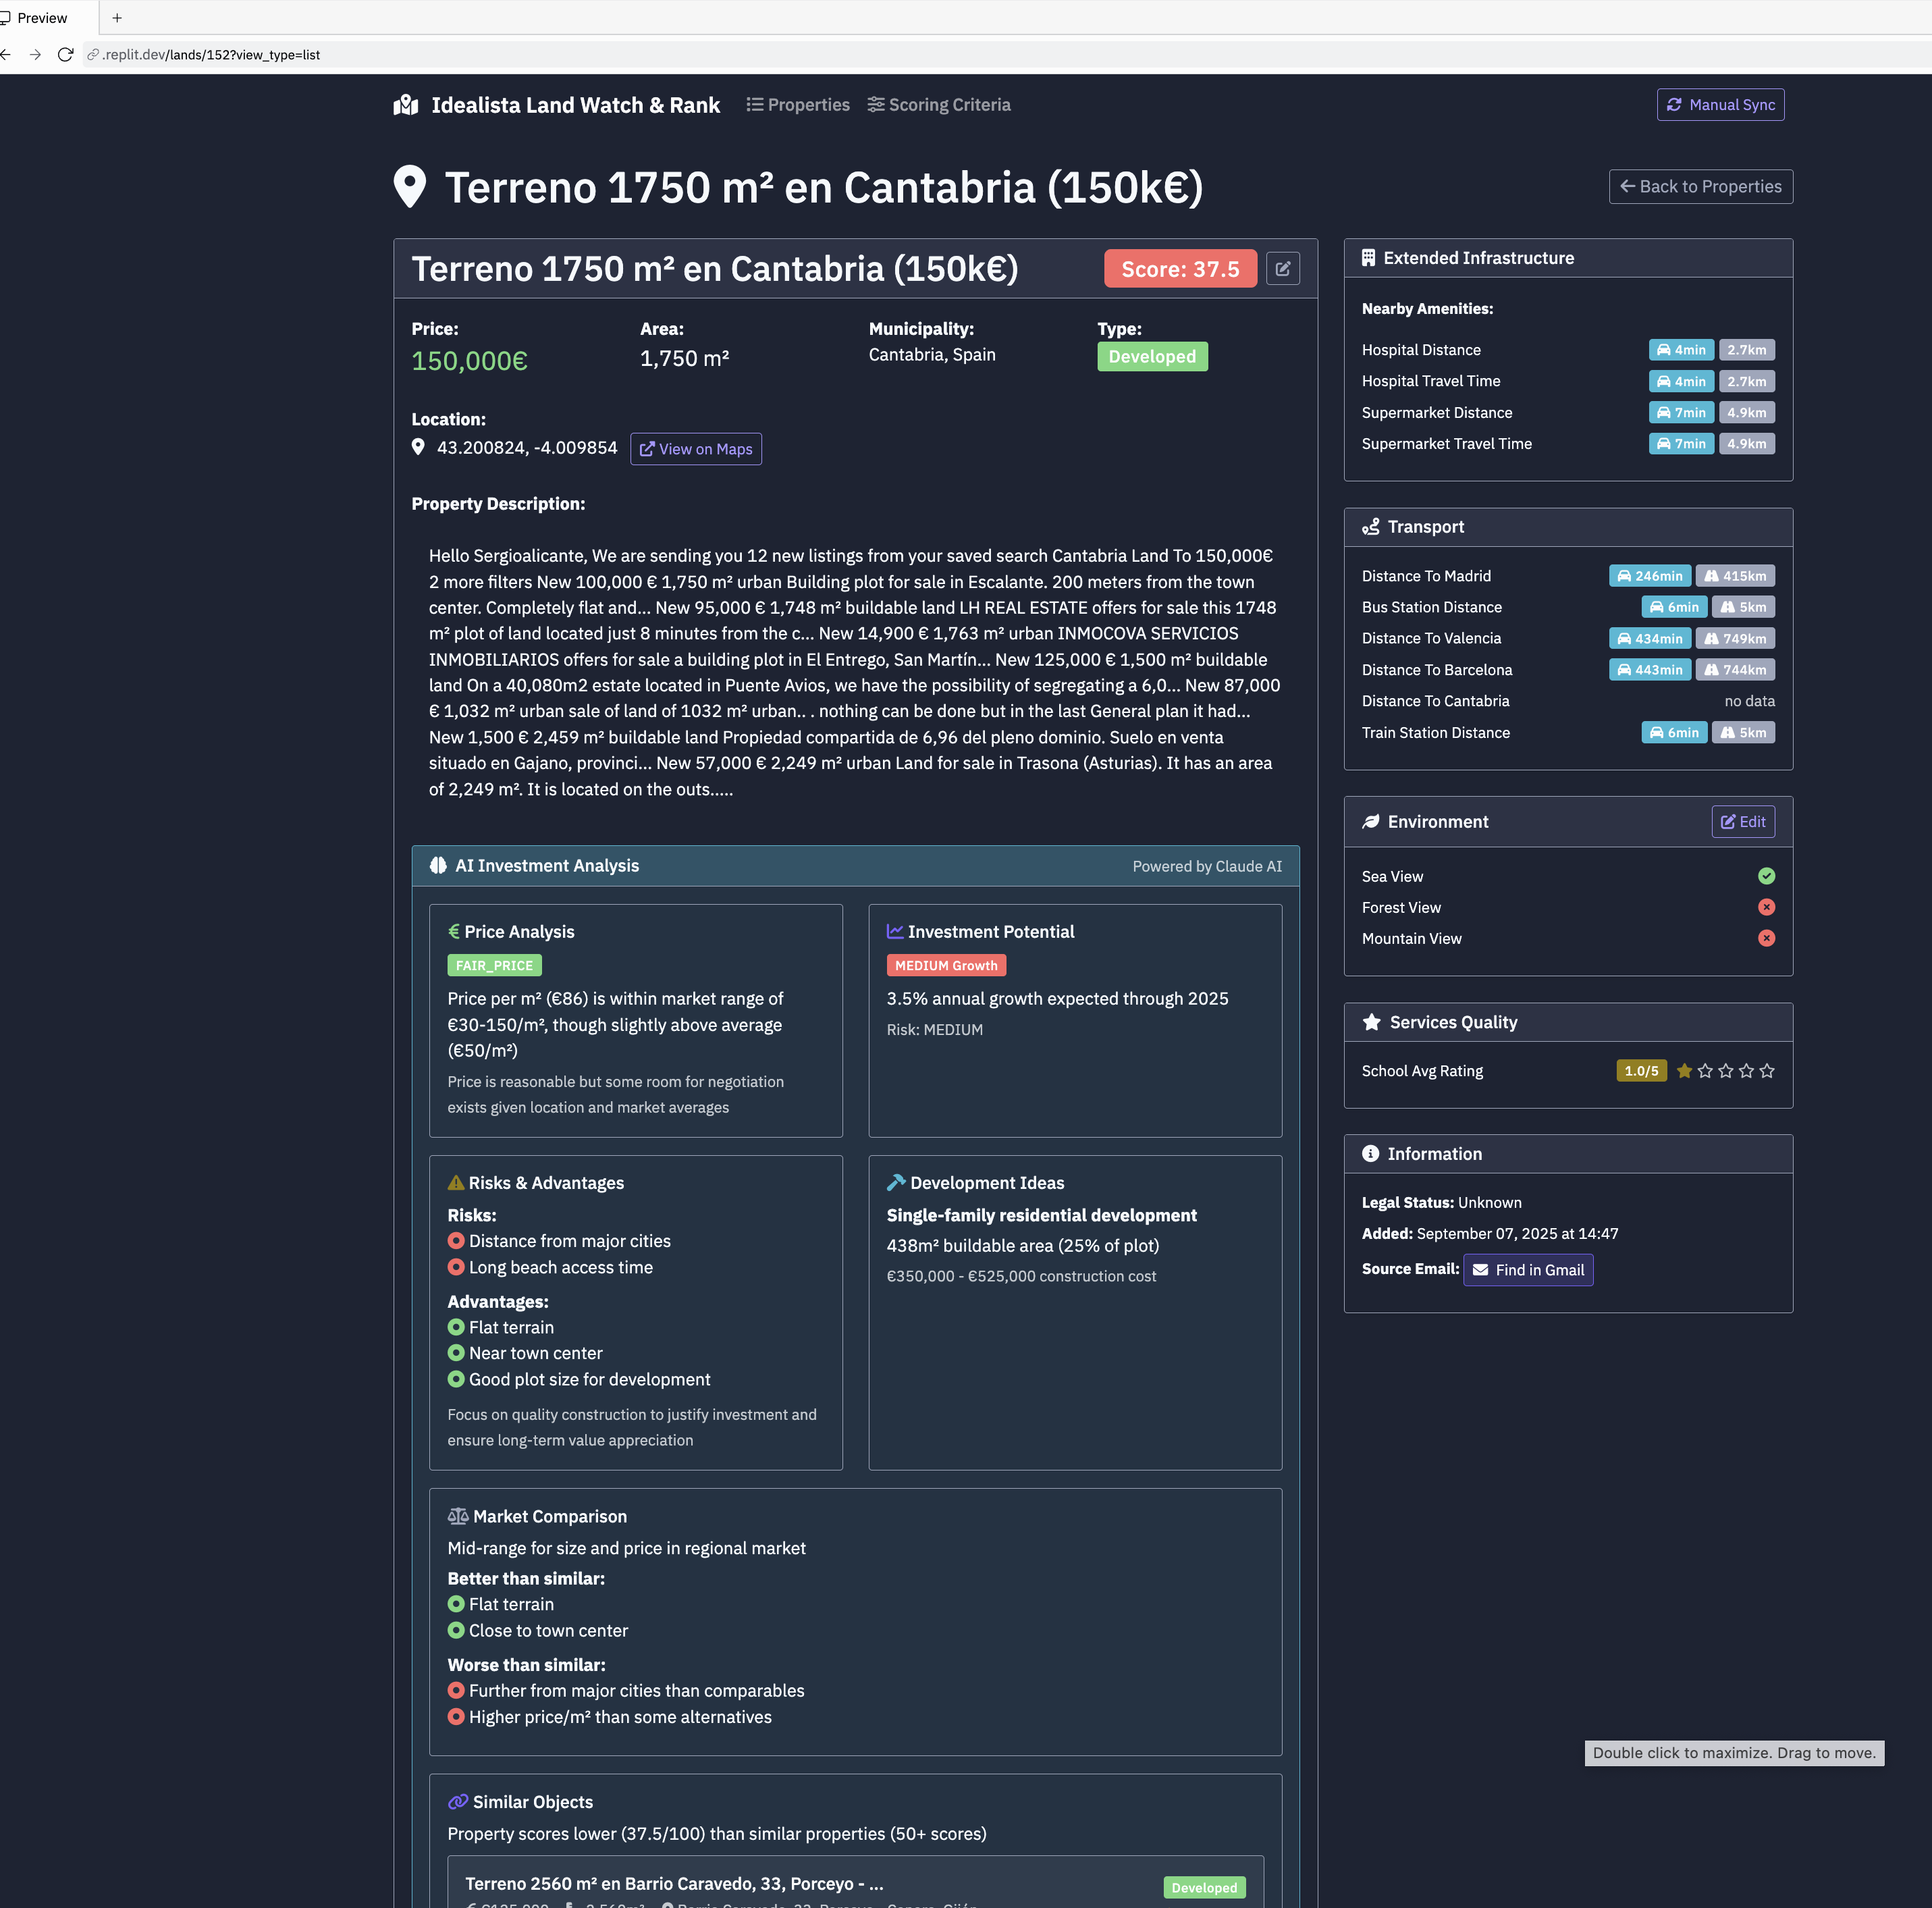 Preview
+
.replit.dev/lands/152?view_type=list
Idealista Land Watch & Rank
Properties
Scoring Criteria
Manual Sync
Terreno 1750 m² en Cantabria (150k€)
Back to Properties
Terreno 1750 m² en Cantabria (150k€)
Score: 37.5
Price:
150,000€
Area:
1,750 m²
Municipality:
Cantabria, Spain
Type:
Developed
Location:
43.200824, -4.009854
View on Maps
Property Description:
Hello Sergioalicante, We are sending you 12 new listings from your saved search Cantabria Land To 150,000€
2 more filters New 100,000 € 1,750 m² urban Building plot for sale in Escalante. 200 meters from the town
center. Completely flat and... New 95,000 € 1,748 m² buildable land LH REAL ESTATE offers for sale this 1748
m² plot of land located just 8 minutes from the c... New 14,900 € 1,763 m² urban INMOCOVA SERVICIOS
INMOBILIARIOS offers for sale a building plot in El Entrego, San Martín... New 125,000 € 1,500 m² buildable
land On a 40,080m2 estate located in Puente Avios, we have the possibility of segregating a 6,0... New 87,000
€ 1,032 m² urban sale of land of 1032 m² urban.. . nothing can be done but in the last General plan it had...
New 1,500 € 2,459 m² buildable land Propiedad compartida de 6,96 del pleno dominio. Suelo en venta
situado en Gajano, provinci... New 57,000 € 2,249 m² urban Land for sale in Trasona (Asturias). It has an area
of 2,249 m². It is located on the outs.....
AI Investment Analysis
Powered by Claude AI
Price Analysis
FAIR_PRICE
Price per m² (€86) is within market range of
€30-150/m², though slightly above average
(€50/m²)
Price is reasonable but some room for negotiation
exists given location and market averages
Investment Potential
MEDIUM Growth
3.5% annual growth expected through 2025
Risk: MEDIUM
Risks & Advantages
Risks:
Distance from major cities
Long beach access time
Advantages:
Flat terrain
Near town center
Good plot size for development
Focus on quality construction to justify investment and
ensure long-term value appreciation
Development Ideas
Single-family residential development
438m² buildable area (25% of plot)
€350,000 - €525,000 construction cost
Market Comparison
Mid-range for size and price in regional market
Better than similar:
Flat terrain
Close to town center
Worse than similar:
Further from major cities than comparables
Higher price/m² than some alternatives
Similar Objects
Property scores lower (37.5/100) than similar properties (50+ scores)
Terreno 2560 m² en Barrio Caravedo, 33, Porceyo - ...
Developed
Extended Infrastructure
Nearby Amenities:
Hospital Distance 4min 2.7km
Hospital Travel Time 4min 2.7km
Supermarket Distance 7min 4.9km
Supermarket Travel Time 7min 4.9km
Transport
Distance To Madrid 246min 415km
Bus Station Distance 6min 5km
Distance To Valencia 434min 749km
Distance To Barcelona 443min 744km
Distance To Cantabria no data
Train Station Distance 6min 5km
Environment
Edit
Sea View
Forest View
Mountain View
Services Quality
School Avg Rating 1.0/5
Information
Legal Status: Unknown
Added: September 07, 2025 at 14:47
Source Email: Find in Gmail
Double click to maximize. Drag to move.